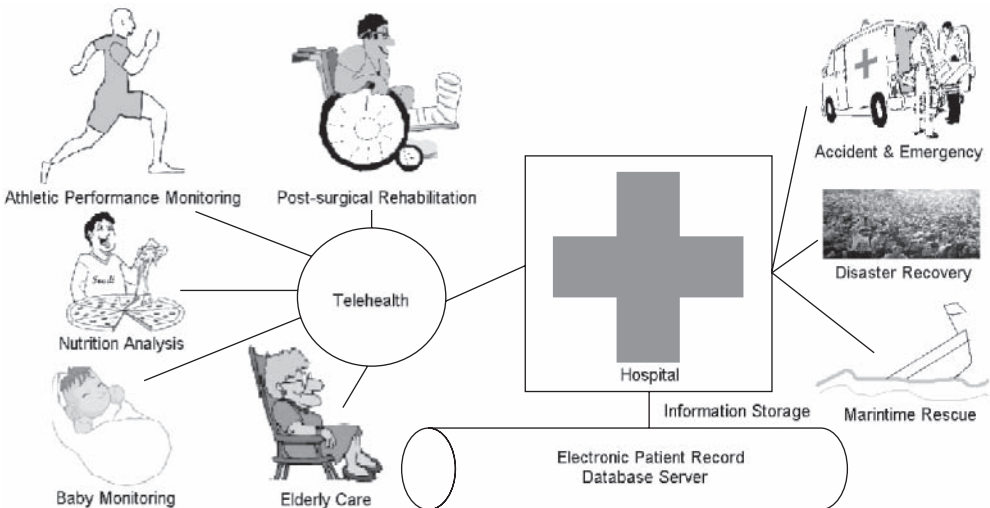 Athletic Performance Monitoring
Post-surgical Rehabilitation
Accident & Emergency
Telehealth
Disaster Recovery
Nutrition Analysis
Hospital
Information Storage
Marintime Rescue
Electronic Patient Record
Database Server
Baby Monitoring
Elderly Care